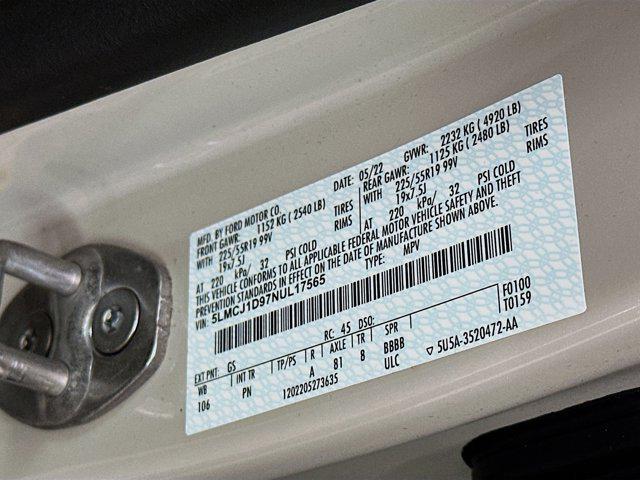 MFD. BY FORD MOTOR CO.
DATE: 05/22 GVWR: 2232 KG ( 4920 LB)
FRONT GAWR: 1152 KG ( 2540 LB) REAR GAWR: 1125 KG ( 2480 LB)
WITH 225/55R19 99V TIRES WITH 225/55R19 99V TIRES
19x7.5J RIMS 19x7.5J RIMS
AT 220 kPa/ 32 PSI COLD AT 220 kPa/ 32 PSI COLD
THIS VEHICLE CONFORMS TO ALL APPLICABLE FEDERAL MOTOR VEHICLE SAFETY AND THEFT
PREVENTION STANDARDS IN EFFECT ON THE DATE OF MANUFACTURE SHOWN ABOVE.
VIN: 5LMCJ1D97NUL17565 TYPE: MPV
F0100
T0159
EXT PNT: GS RC: 45 DSO:
WB INT TR TP/PS R AXLE TR SPR
106 PN A 81 8 BBBB
1202205273635 ULC
▽ 5U5A-3520472-AA